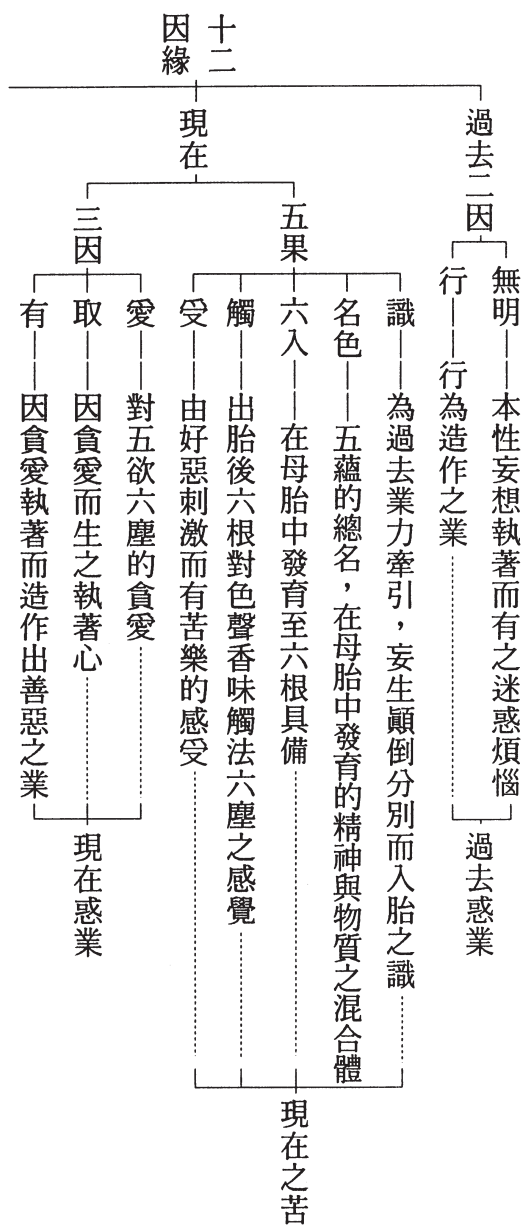 十二
因緣
過去二因
無明——本性妄想執著而有之迷惑煩惱
行——行為造作之業
過去惑業
現在
五果
識——為過去業力牽引，妄生顛倒分別而入胎之識
名色——五蘊的總名，在母胎中發育的精神與物質之混合體
六入——在母胎中發育至六根具備
觸——出胎後六根對色聲香味觸法六塵之感覺
受——由好惡刺激而有苦樂的感受
現在之苦
三因
愛——對五欲六塵的貪愛
取——因貪愛而生之執著心
有——因貪愛執著而造作出善惡之業
現在惑業